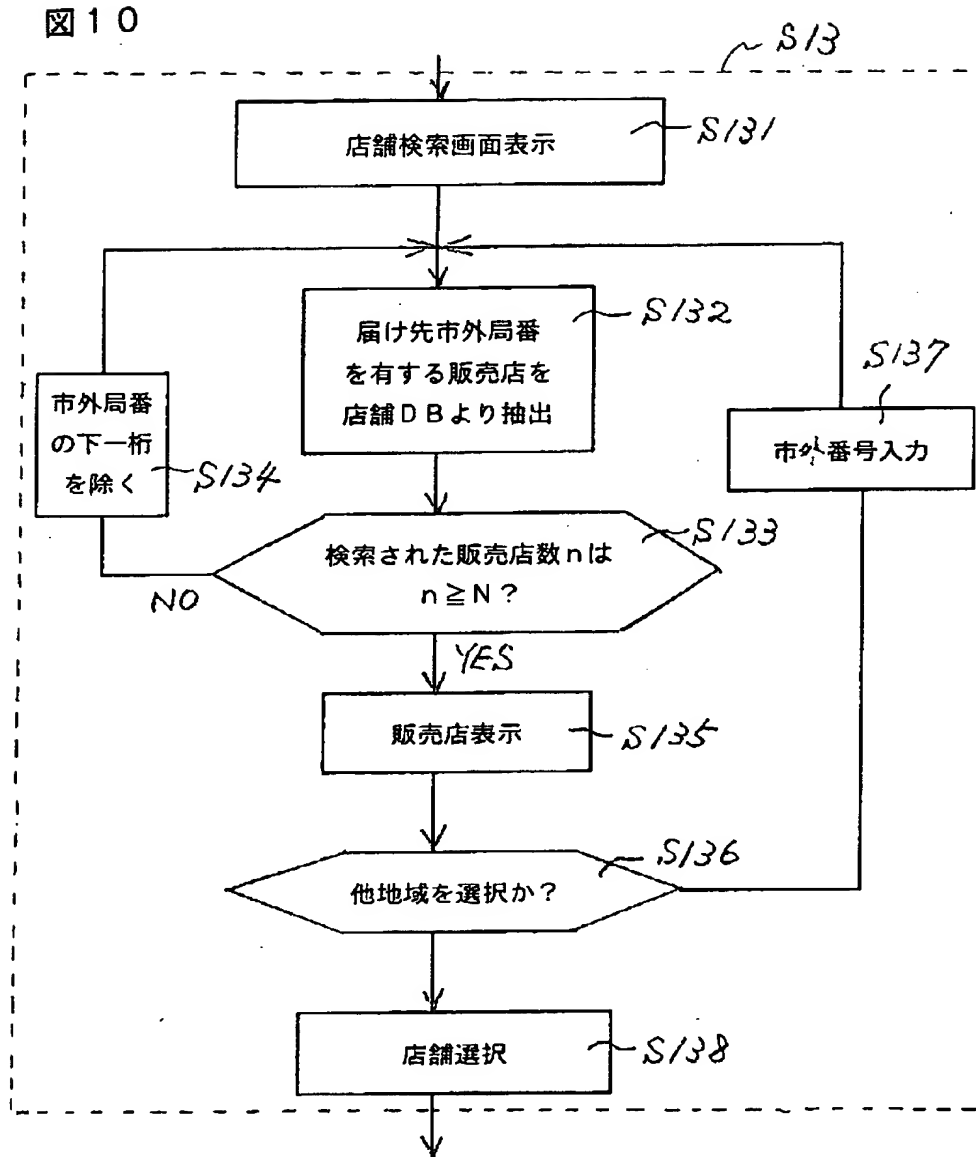 図10
S13
店舗検索画面表示
S131
届け先市外局番
を有する販売店を
店舗DBより抽出
S132
市外局番
の下一桁
を除く
S134
市外番号入力
S137
検索された販売店数nは
n≧N?
S133
NO
YES
販売店表示
S135
他地域を選択か?
S136
店舗選択
S138